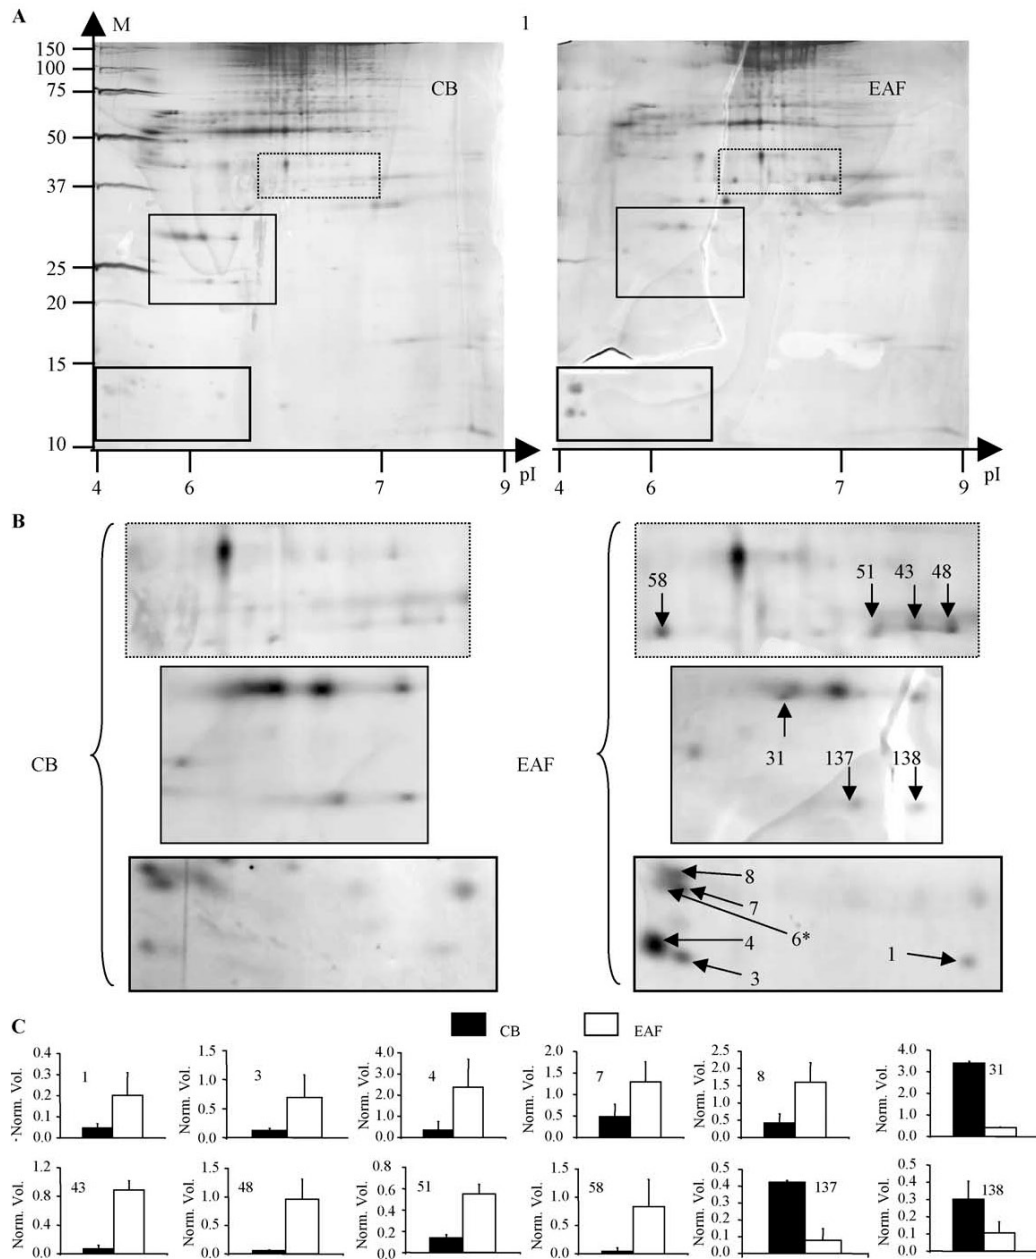 A
M
1
150
100
75
50
37
25
20
15
10
CB
EAF
4 6 7 9 pI
4 6 7 9 pI
B
58 51 43 48
CB
EAF
31 137 138
8
7
6*
4
3
1
C
CB EAF
Norm. Vol. 0.4 0.3 0.2 0.1 0.0 1
Norm. Vol. 1.5 1.0 0.5 0.0 3
Norm. Vol. 4.0 3.0 2.0 1.0 0.0 4
Norm. Vol. 2.0 1.5 1.0 0.5 0.0 7
Norm. Vol. 2.5 2.0 1.5 1.0 0.5 0.0 8
Norm. Vol. 4.0 3.0 2.0 1.0 0.0 31
Norm. Vol. 1.2 0.8 0.4 0.0 43
Norm. Vol. 1.5 1.0 0.5 0.0 48
Norm. Vol. 0.8 0.6 0.4 0.2 0.0 51
Norm. Vol. 1.5 1.0 0.5 0.0 58
Norm. Vol. 0.5 0.4 0.3 0.2 0.1 0.0 137
Norm. Vol. 0.5 0.4 0.3 0.2 0.1 0.0 138